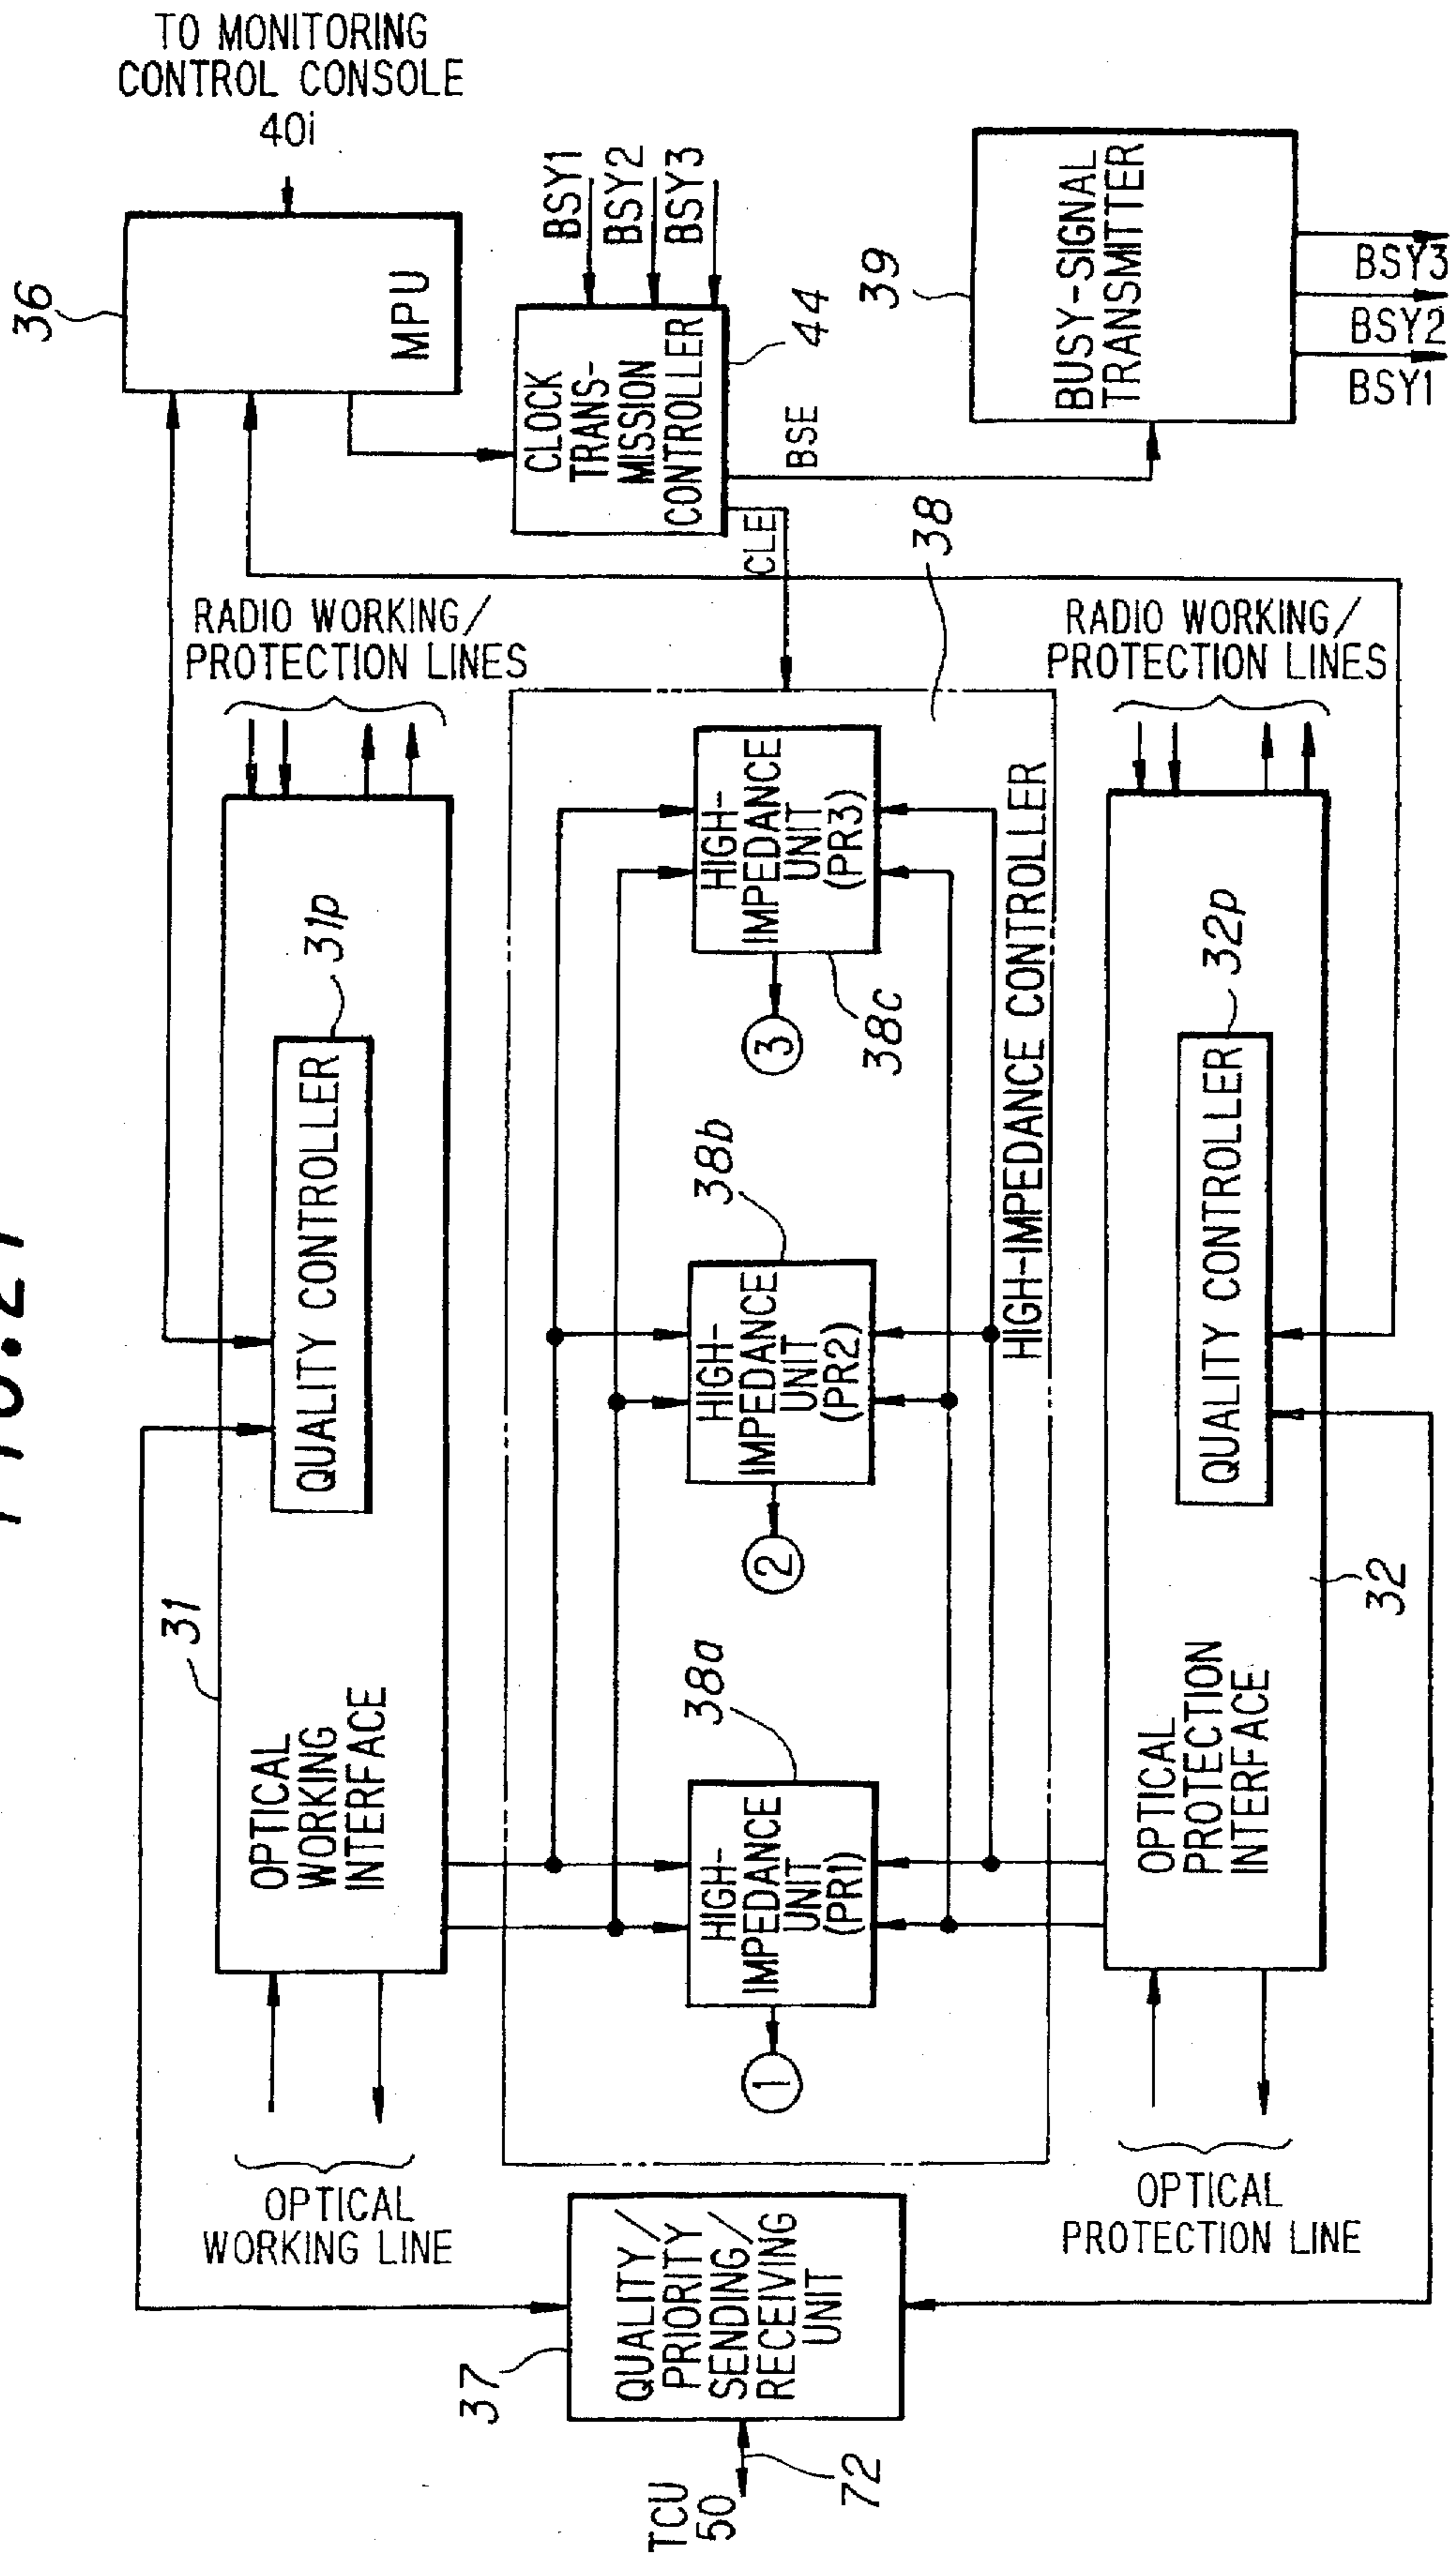 TO MONITORING
CONTROL CONSOLE
40i
36
MPU
BSY1
BSY2
BSY3
CLOCK
TRANS-
MISSION
CONTROLLER
44
BSE
CLE
39
BUSY-SIGNAL
TRANSMITTER
BSY3
BSY2
BSY1
RADIO WORKING/
PROTECTION LINES
31
OPTICAL
WORKING
INTERFACE
31p
QUALITY CONTROLLER
OPTICAL
WORKING LINE
38
HIGH-IMPEDANCE CONTROLLER
HIGH-
IMPEDANCE
UNIT
(PR3)
38c
3
HIGH-
IMPEDANCE
UNIT
(PR2)
38b
2
HIGH-
IMPEDANCE
UNIT
(PR1)
38a
1
RADIO WORKING/
PROTECTION LINES
32p
QUALITY CONTROLLER
32
OPTICAL
PROTECTION
INTERFACE
OPTICAL
PROTECTION LINE
37
QUALITY/
PRIORITY
SENDING/
RECEIVING
UNIT
72
TCU
50